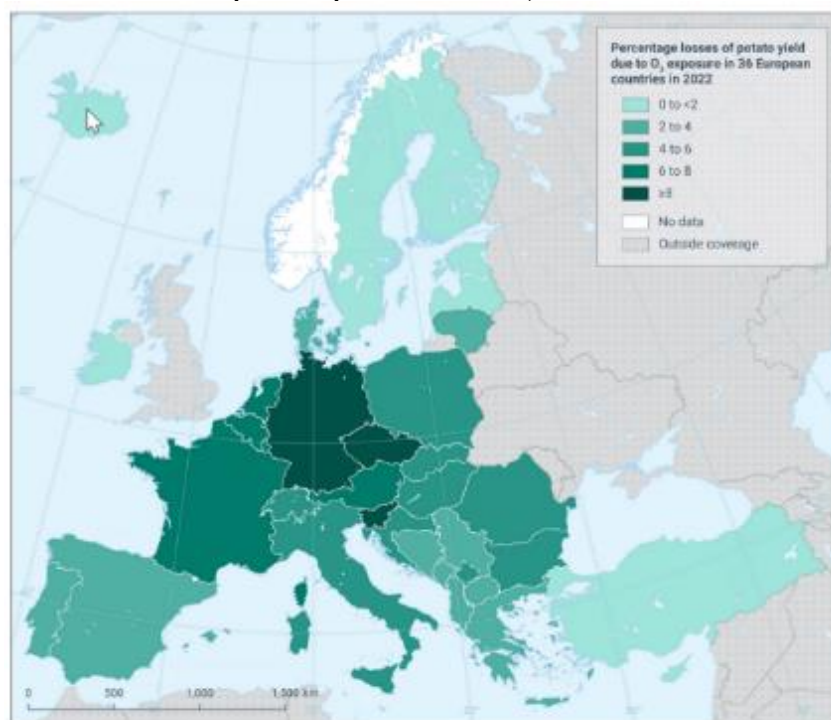 Percentage losses of potato yield
due to O₃ exposure in 36 European
countries in 2022
0 to <2
2 to 4
4 to 6
6 to 8
≥8
No data
Outside coverage
0 500 1,000 1,500 km